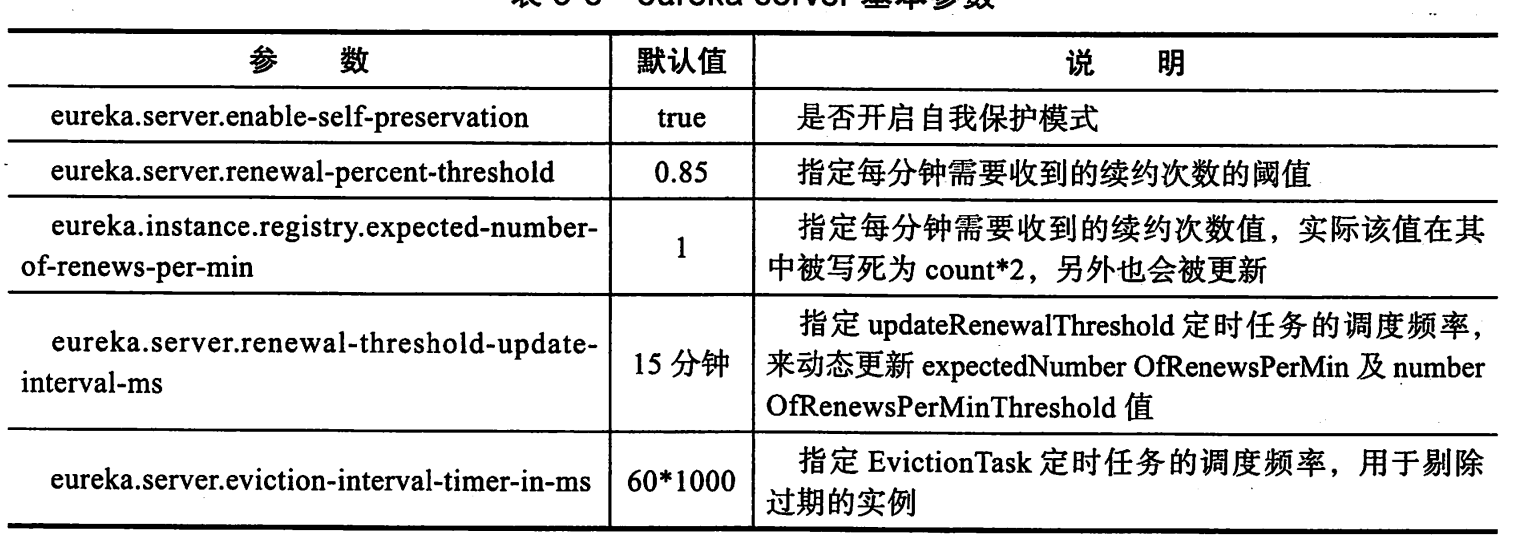 eureka server 基本参数
参 数 默认值 说 明
eureka.server.enable-self-preservation true 是否开启自我保护模式
eureka.server.renewal-percent-threshold 0.85 指定每分钟需要收到的续约次数的阈值
eureka.instance.registry.expected-number-
of-renews-per-min
1
指定每分钟需要收到的续约次数值，实际该值在其
中被写死为 count*2，另外也会被更新
eureka.server.renewal-threshold-update-
interval-ms
15 分钟
指定 updateRenewalThreshold 定时任务的调度频率，
来动态更新 expectedNumber OfRenewsPerMin 及 number
OfRenewsPerMinThreshold 值
eureka.server.eviction-interval-timer-in-ms 60*1000
指定 EvictionTask 定时任务的调度频率，用于剔除
过期的实例